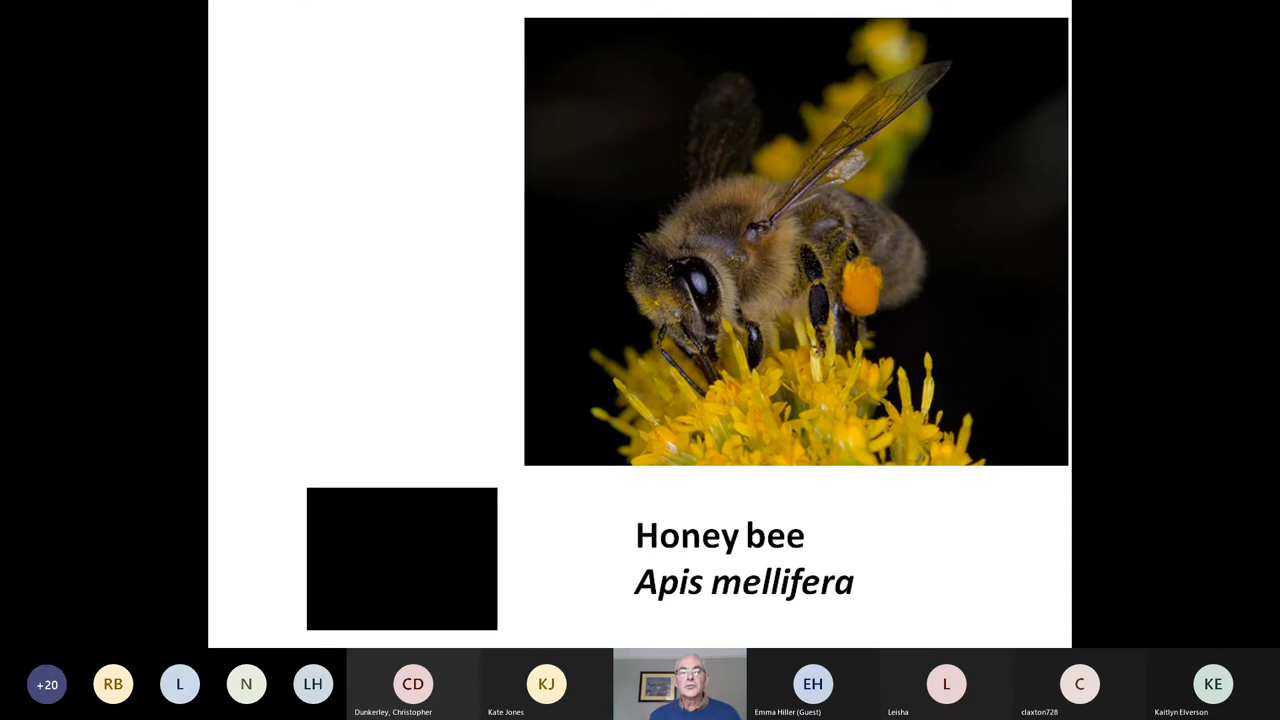 Honey bee
Apis mellifera
+20
RB
L
N
LH
CD
Dunkerley, Christopher
KJ
Kate Jones
EH
Emma Hiller (Guest)
L
Leisha
C
claxton728
KE
Kaitlyn Elverson